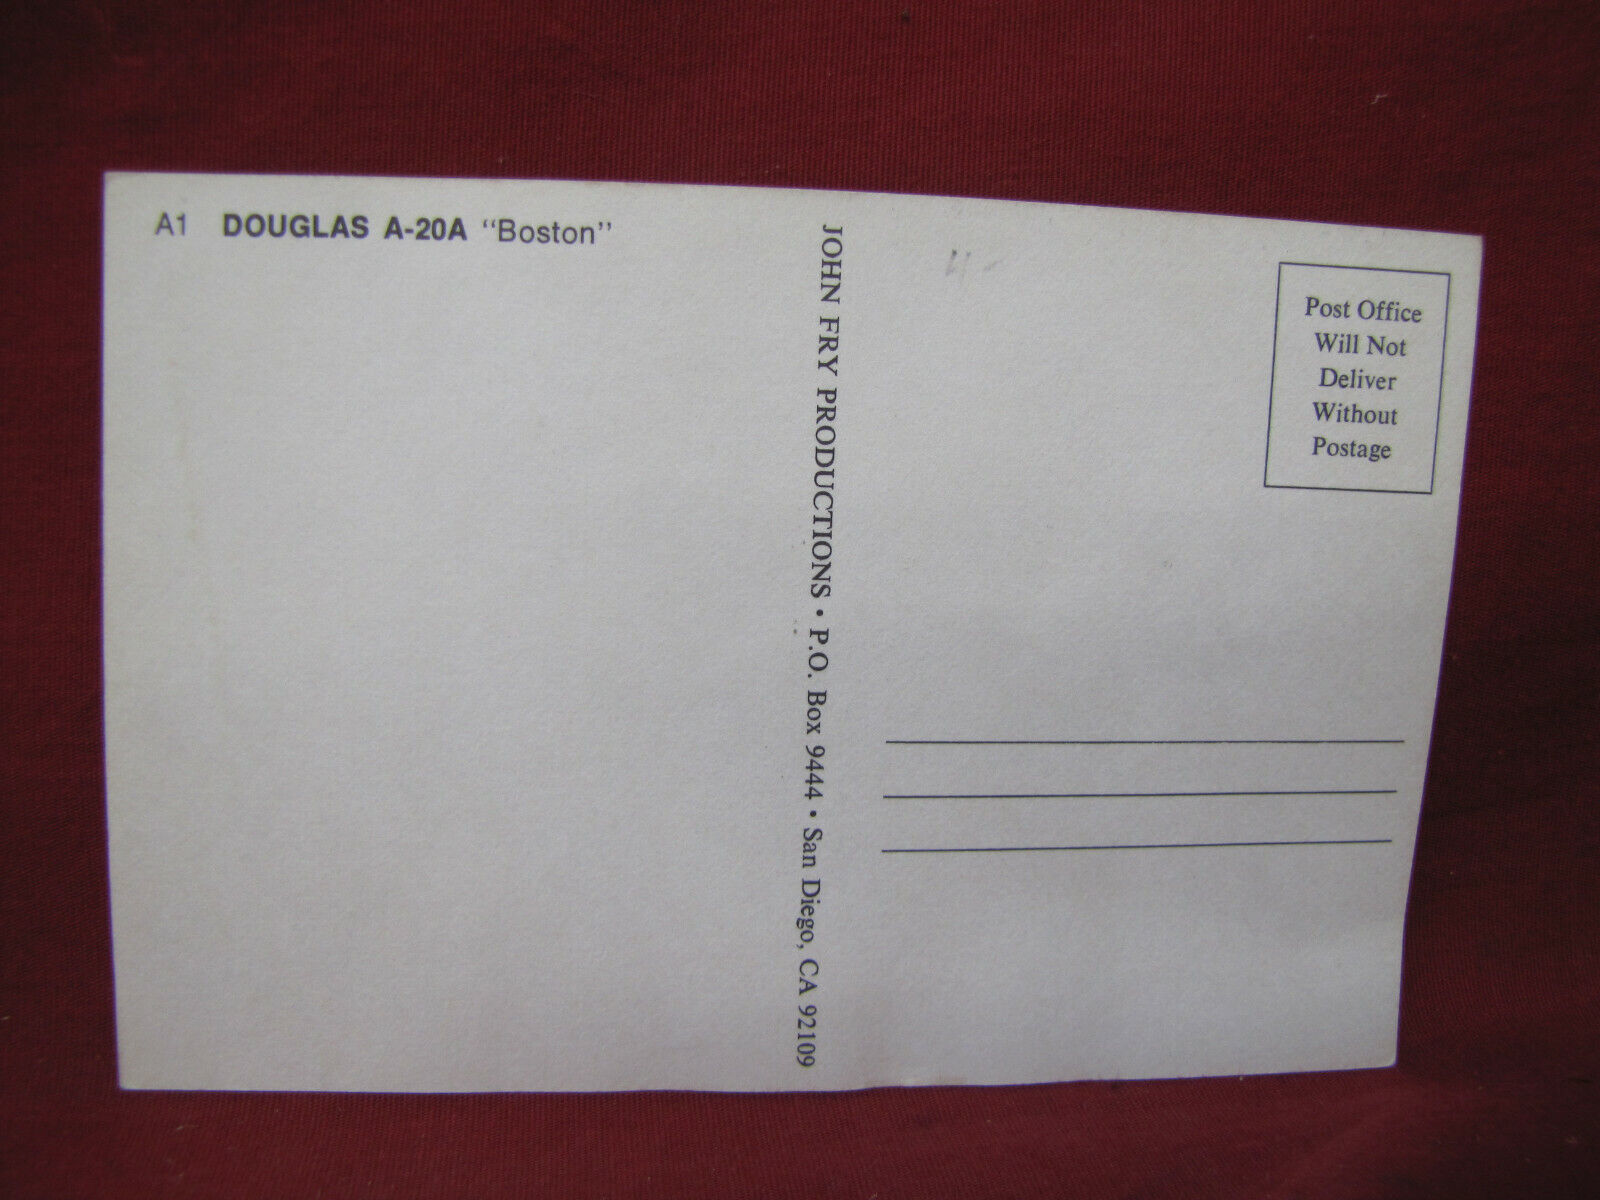 A1 DOUGLAS A-20A "Boston"
JOHN FRY PRODUCTIONS • P.O. Box 9444 • San Diego, CA 92109
Post Office
Will Not
Deliver
Without
Postage